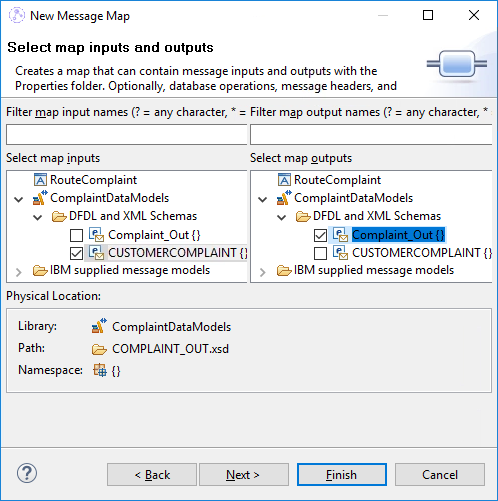 New Message Map
Select map inputs and outputs
Creates a map that can contain message inputs and outputs with the
Properties folder. Optionally, database operations, message headers, and
Filter map input names (? = any character, * =
Filter map output names (? = any character, *
Select map inputs
RouteComplaint
ComplaintDataModels
DFDL and XML Schemas
Complaint_Out {}
CUSTOMERCOMPLAINT {}
IBM supplied message models
Select map outputs
RouteComplaint
ComplaintDataModels
DFDL and XML Schemas
Complaint_Out {}
CUSTOMERCOMPLAINT {}
IBM supplied message models
Physical Location:
Library: ComplaintDataModels
Path: COMPLAINT_OUT.xsd
Namespace: {}
< Back
Next >
Finish
Cancel